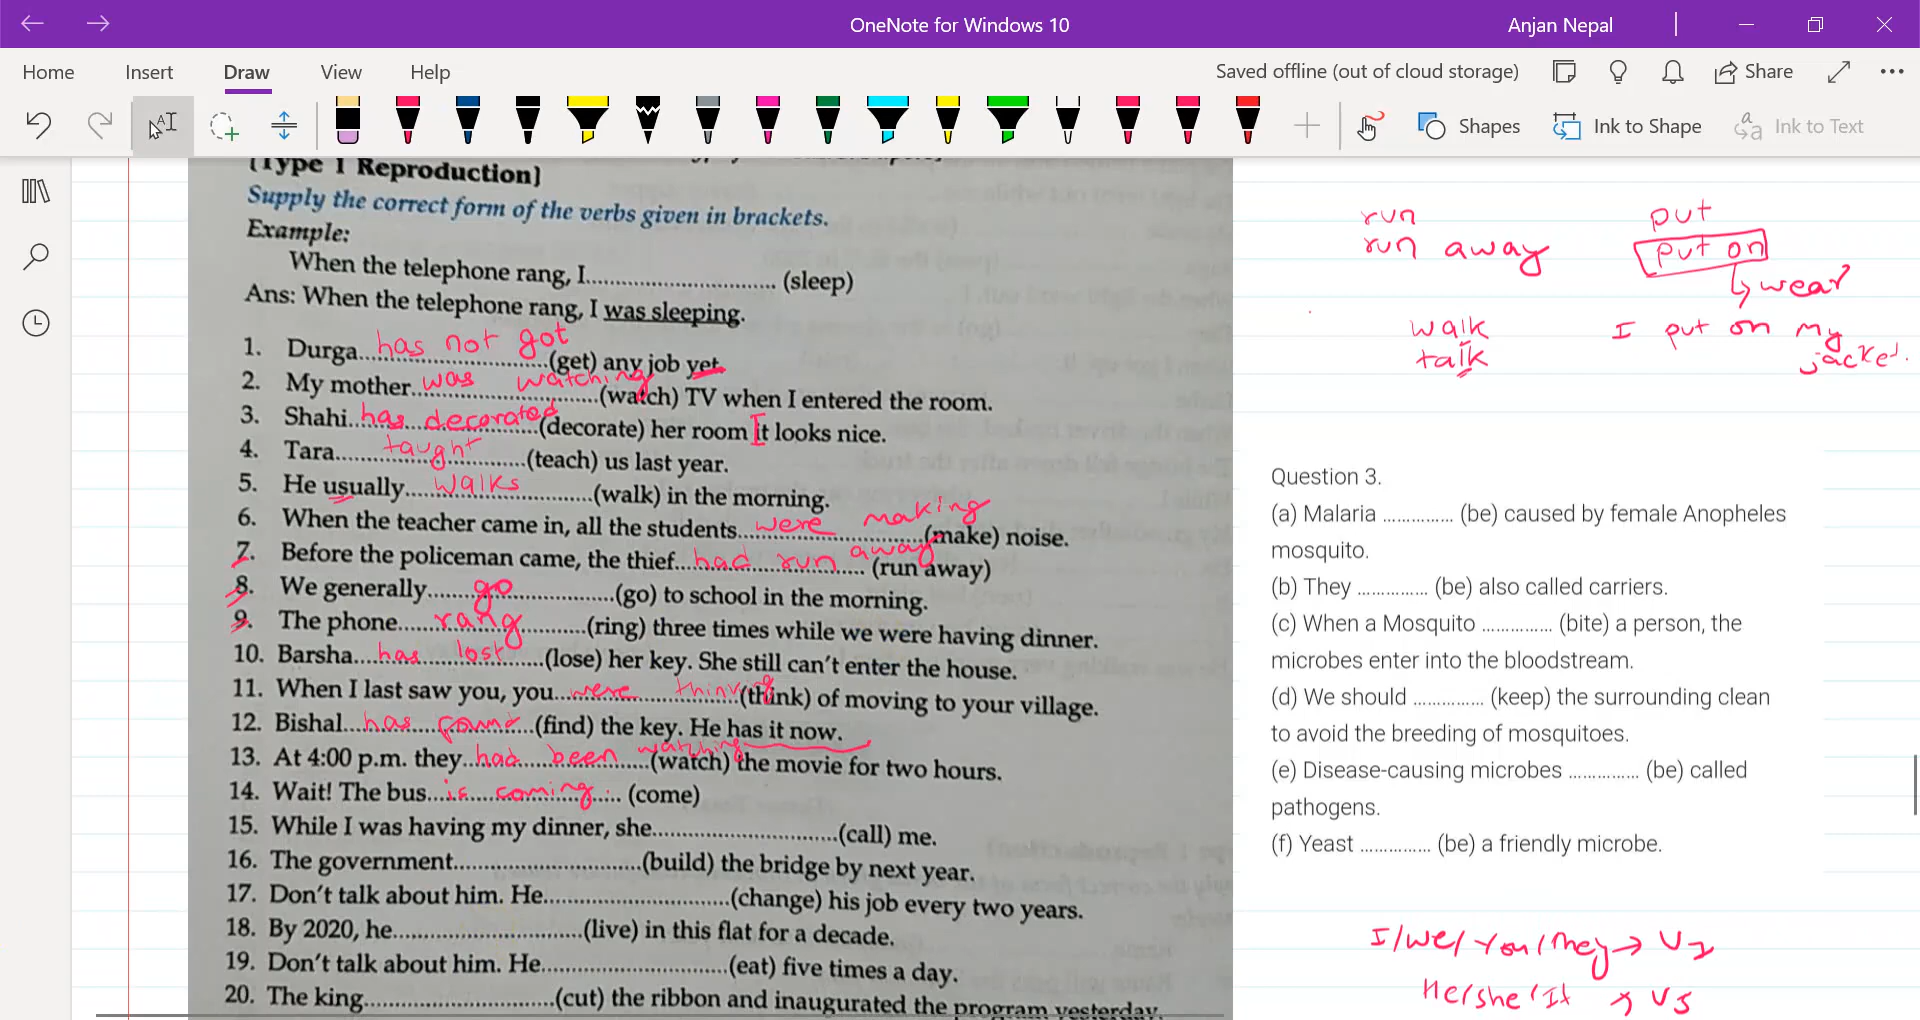 OneNote for Windows 10
Anjan Nepal
Home Insert Draw View Help
Saved offline (out of cloud storage) Share
Shapes Ink to Shape Ink to Text
[Type 1 Reproduction]
Supply the correct form of the verbs given in brackets.
Example:
When the telephone rang, I............................ (sleep)
Ans: When the telephone rang, I was sleeping.
1. Durga....has not got....(get) any job yet.
2. My mother....was watching....(watch) TV when I entered the room.
3. Shahi....has decorated....(decorate) her room it looks nice.
4. Tara....taught....(teach) us last year.
5. He usually....walks....(walk) in the morning.
6. When the teacher came in, all the students....were making....(make) noise.
7. Before the policeman came, the thief....had run away.... (run away)
8. We generally....go....(go) to school in the morning.
9. The phone....rang....(ring) three times while we were having dinner.
10. Barsha....has lost....(lose) her key. She still can't enter the house.
11. When I last saw you, you....were thinking....(think) of moving to your village.
12. Bishal....has found....(find) the key. He has it now.
13. At 4:00 p.m. they....had been watching....(watch) the movie for two hours.
14. Wait! The bus....is coming.... (come)
15. While I was having my dinner, she............................(call) me.
16. The government............................(build) the bridge by next year.
17. Don't talk about him. He............................(change) his job every two years.
18. By 2020, he............................(live) in this flat for a decade.
19. Don't talk about him. He............................(eat) five times a day.
20. The king............................(cut) the ribbon and inaugurated the program yesterday.
run put
run away put on
wear
walk I put on my
talk jacket.
Question 3.
(a) Malaria …………… (be) caused by female Anopheles
mosquito.
(b) They …………… (be) also called carriers.
(c) When a Mosquito …………… (bite) a person, the
microbes enter into the bloodstream.
(d) We should …………… (keep) the surrounding clean
to avoid the breeding of mosquitoes.
(e) Disease-causing microbes …………… (be) called
pathogens.
(f) Yeast …………… (be) a friendly microbe.
I/we/you/they → V1
He/she/It → V5